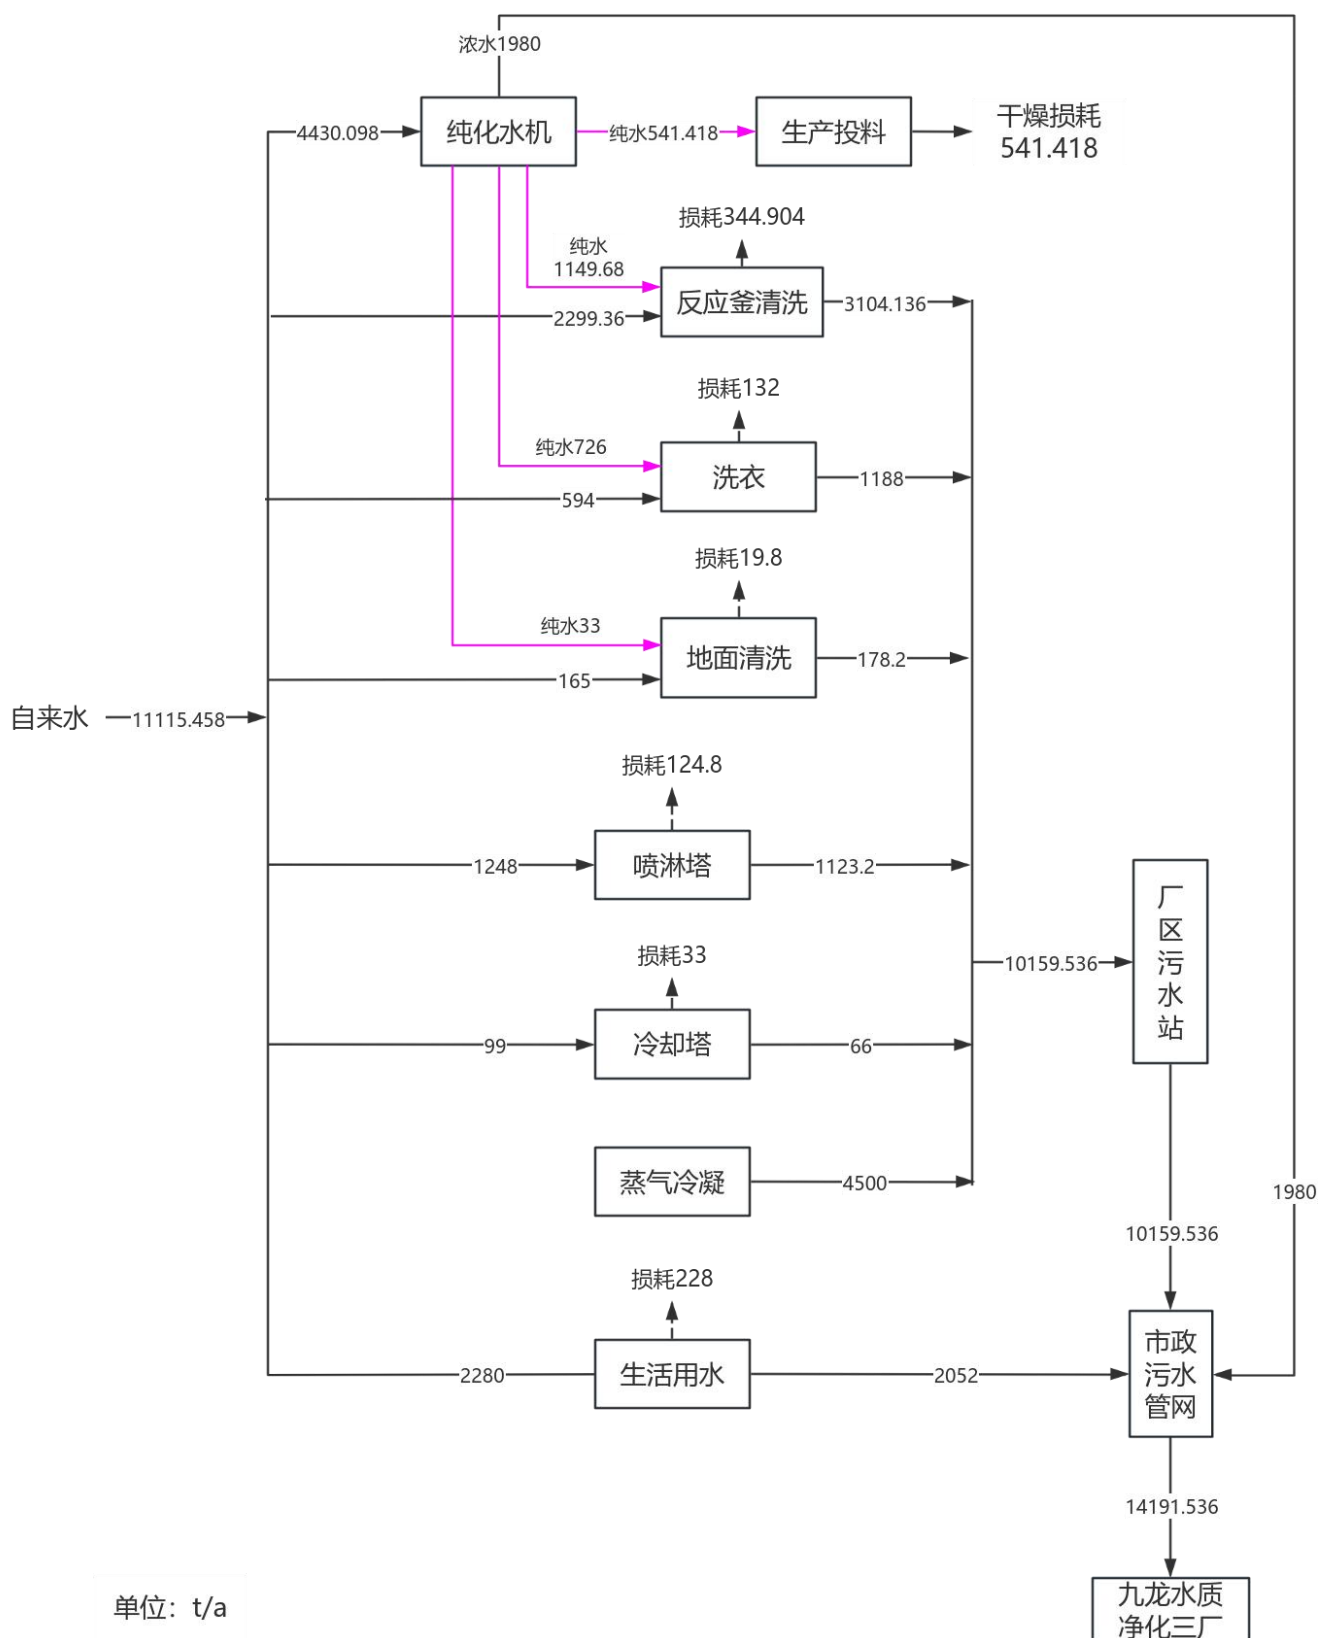 浓水1980
4430.098
纯化水机
纯水541.418
生产投料
干燥损耗
541.418
损耗344.904
纯水
1149.68
反应釜清洗
3104.136
2299.36
损耗132
纯水726
洗衣
1188
594
损耗19.8
纯水33
地面清洗
178.2
165
自来水
11115.458
损耗124.8
1248
喷淋塔
1123.2
厂
区
污
水
站
损耗33
10159.536
99
冷却塔
66
蒸气冷凝
4500
1980
10159.536
损耗228
2280
生活用水
2052
市政
污水
管网
14191.536
九龙水质
净化三厂
单位：t/a